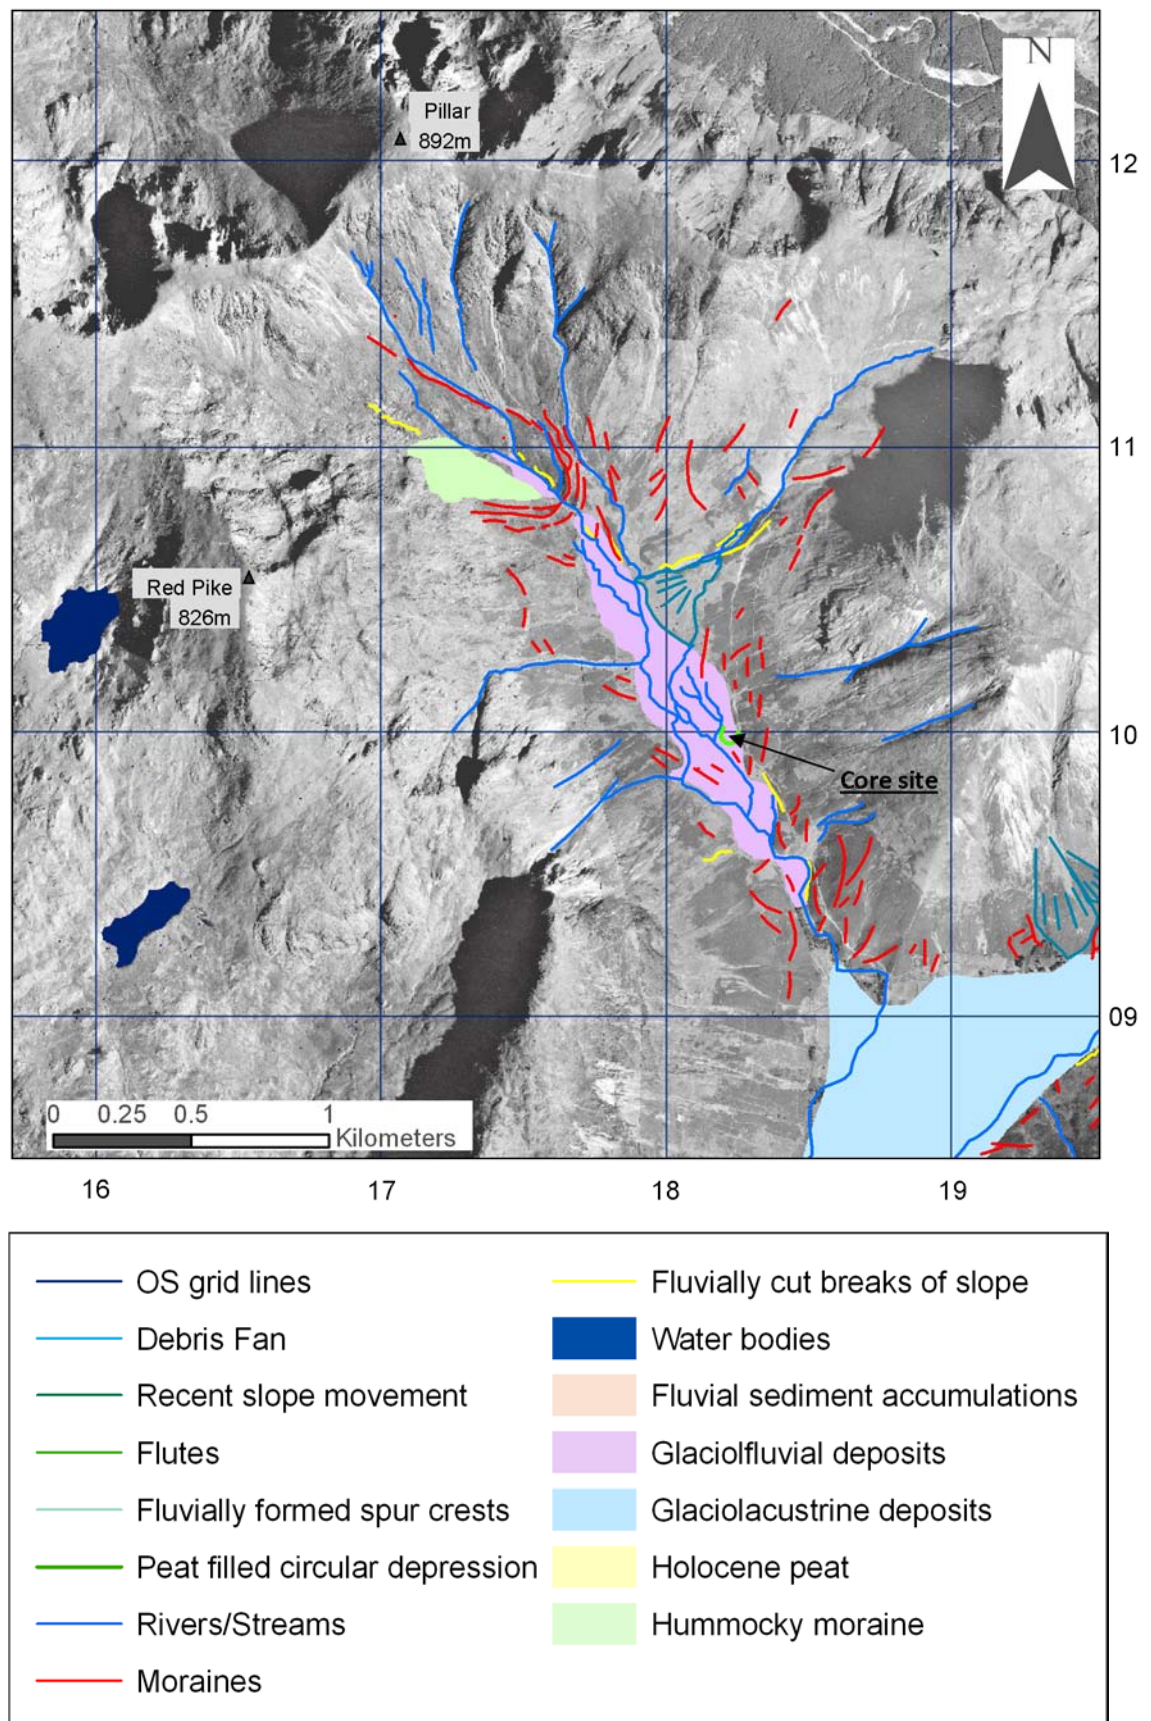 N
Pillar
892m
12
11
Red Pike
826m
10
Core site
09
0 0.25 0.5 1
Kilometers
16 17 18 19
OS grid lines
Debris Fan
Recent slope movement
Flutes
Fluvially formed spur crests
Peat filled circular depression
Rivers/Streams
Moraines
Fluvially cut breaks of slope
Water bodies
Fluvial sediment accumulations
Glaciolfluvial deposits
Glaciolacustrine deposits
Holocene peat
Hummocky moraine